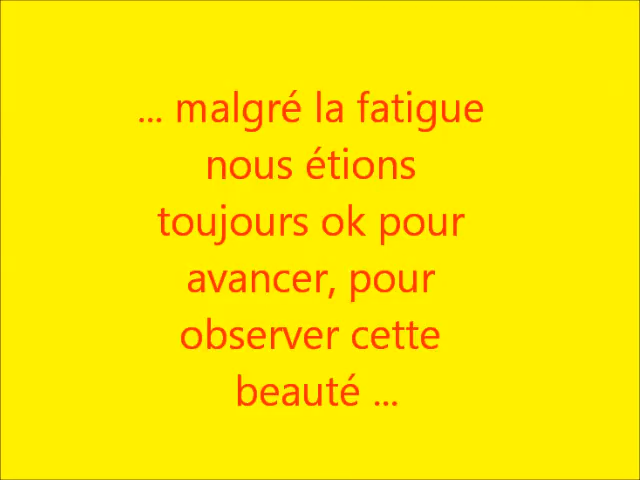 ... malgré la fatigue
nous étions
toujours ok pour
avancer, pour
observer cette
beauté ...